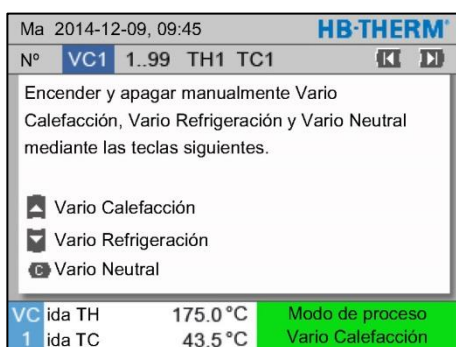 Ma 2014-12-09, 09:45 HB-THERM®
Nº VC1 1..99 TH1 TC1
Encender y apagar manualmente Vario
Calefacción, Vario Refrigeración y Vario Neutral
mediante las teclas siguientes.
Vario Calefacción
Vario Refrigeración
C Vario Neutral
VC ida TH 175.0 °C Modo de proceso
1 ida TC 43.5 °C Vario Calefacción